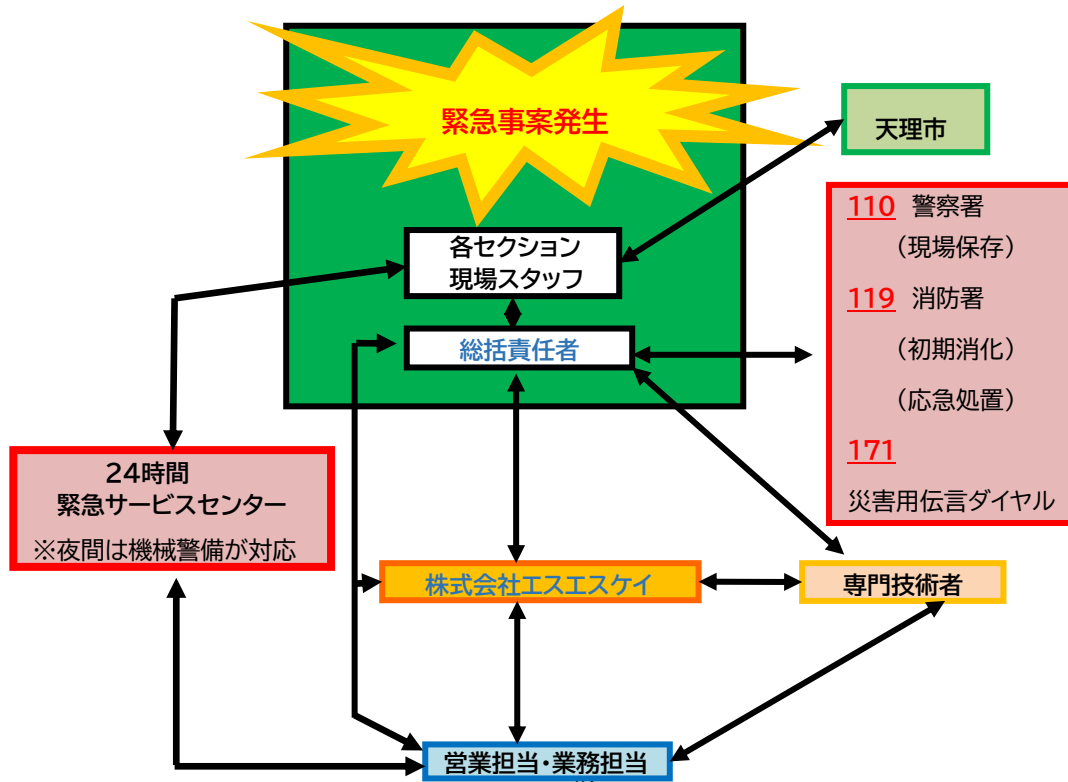 緊急事案発生
天理市
110 警察署
(現場保存)
119 消防署
(初期消化)
(応急処置)
171
災害用伝言ダイヤル
各セクション
現場スタッフ
総括責任者
24時間
緊急サービスセンター
※夜間は機械警備が対応
株式会社エスエスケイ
専門技術者
営業担当・業務担当